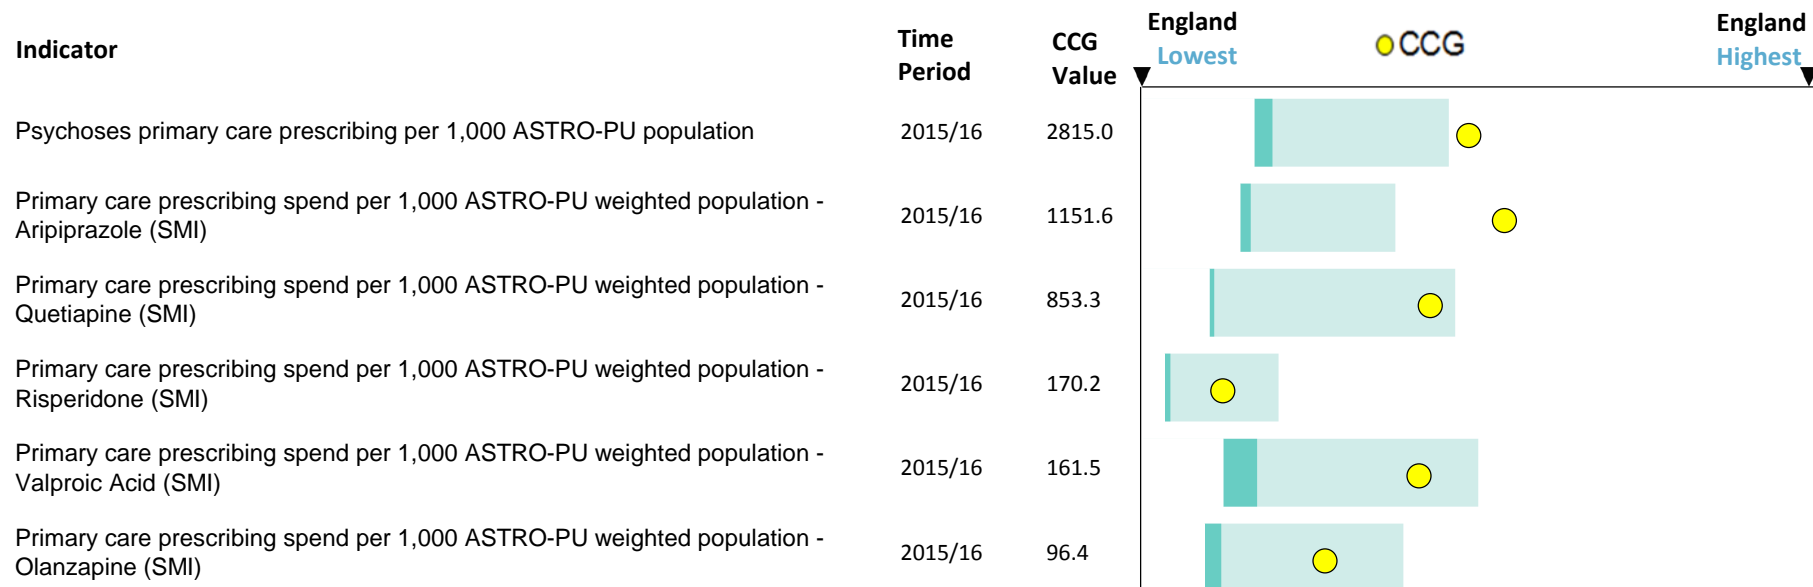 Indicator
Time
Period
CCG
Value
England
Lowest
CCG
England
Highest
Psychoses primary care prescribing per 1,000 ASTRO-PU population
2015/16
2815.0
Primary care prescribing spend per 1,000 ASTRO-PU weighted population -
Aripiprazole (SMI)
2015/16
1151.6
Primary care prescribing spend per 1,000 ASTRO-PU weighted population -
Quetiapine (SMI)
2015/16
853.3
Primary care prescribing spend per 1,000 ASTRO-PU weighted population -
Risperidone (SMI)
2015/16
170.2
Primary care prescribing spend per 1,000 ASTRO-PU weighted population -
Valproic Acid (SMI)
2015/16
161.5
Primary care prescribing spend per 1,000 ASTRO-PU weighted population -
Olanzapine (SMI)
2015/16
96.4